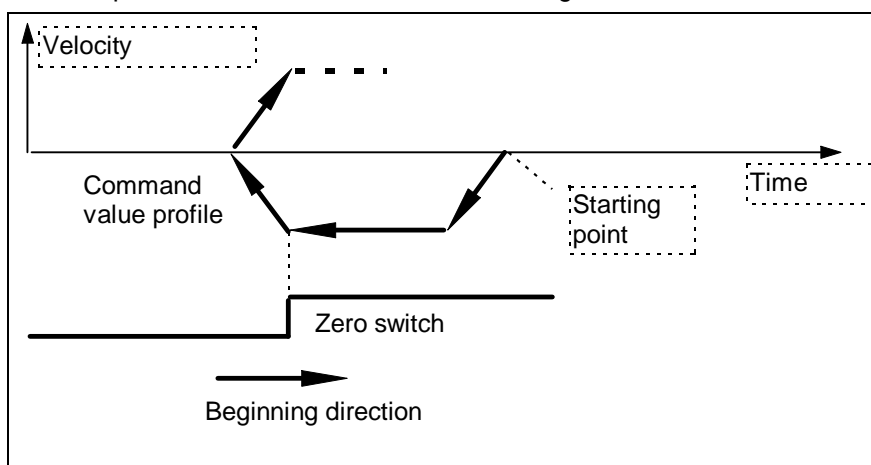 Velocity
Command
value profile
Time
Starting
point
Zero switch
Beginning direction